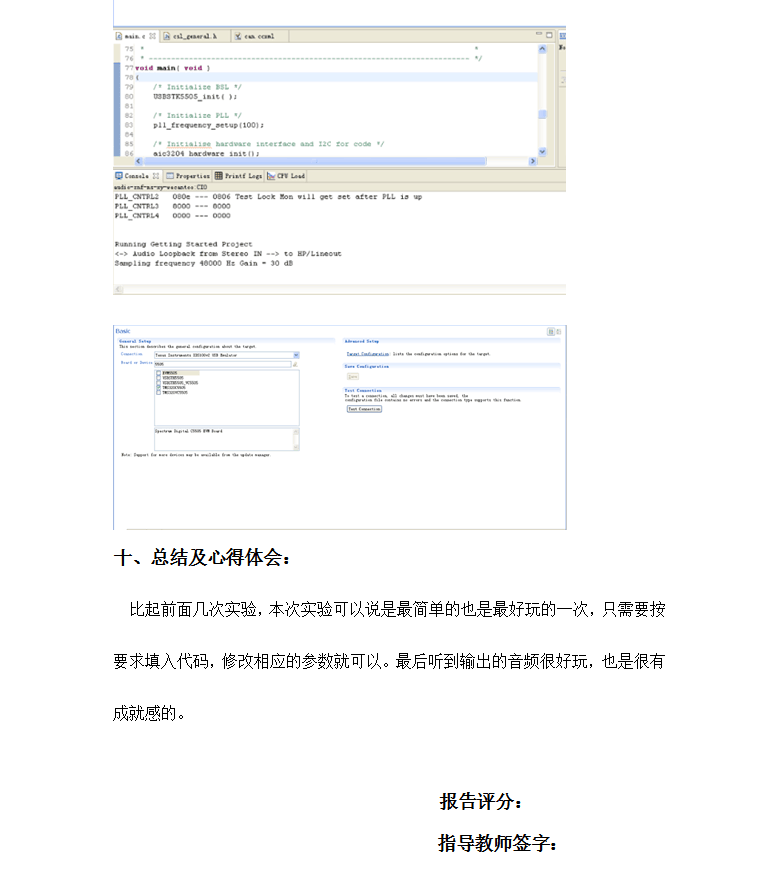 main.c csl_general.h can.ccxml
75 * *
76 * ----------------------------------------------------------------------- */
77 void main( void )
78 {
79 /* Initialize BSL */
80 USBSTK5505_init( );
81
82 /* Initialize PLL */
83 pll_frequency_setup(100);
84
85 /* Initialise hardware interface and I2C for code */
86 aic3204_hardware_init();
Console Properties Printf Logs CPU Load
PLL_CNTRL2 080e --- 0806 Test Lock Mon will get set after PLL is up
PLL_CNTRL3 8000 --- 8000
PLL_CNTRL4 0000 --- 0000
Running Getting Started Project
<-> Audio Loopback from Stereo IN --> to HP/Lineout
Sampling frequency 48000 Hz Gain = 30 dB
Basic
General Setup
This section describes the general configuration about the target.
Connection Texas Instruments XDS100v2 USB Emulator
Board or Device
Spectrum Digital C5505 EVM Board
Note: Support for more devices may be available from the update manager.
Advanced Setup
Target Configuration: lists the configuration options for the target.
Save Configuration
Save
Test Connection
To test a connection, all changes must have been saved, the
configuration file contains no errors and the connection type supports this function.
Test Connection
十、总结及心得体会：
比起前面几次实验，本次实验可以说是最简单的也是最好玩的一次，只需要按
要求填入代码，修改相应的参数就可以。最后听到输出的音频很好玩，也是很有
成就感的。
报告评分：
指导教师签字：